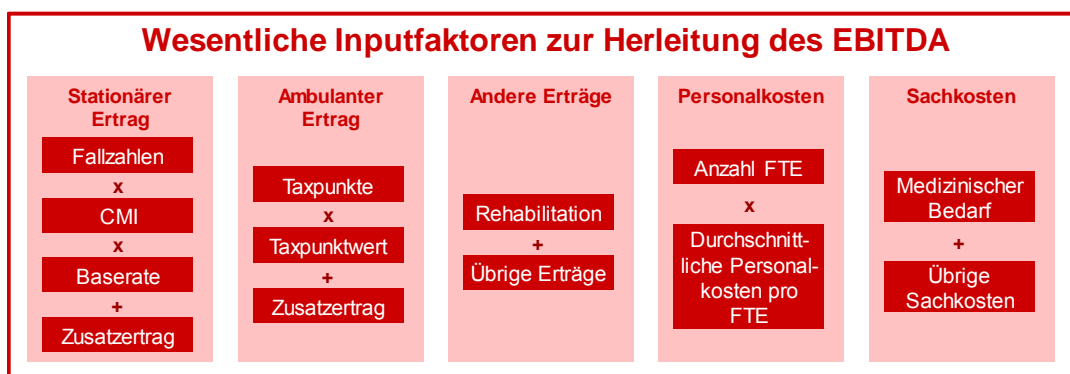 Wesentliche Inputfaktoren zur Herleitung des EBITDA
Stationärer
Ertrag
Fallzahlen
x
CMI
x
Baserate
+
Zusatzertrag
Ambulanter
Ertrag
Taxpunkte
x
Taxpunktwert
+
Zusatzertrag
Andere Erträge
Rehabilitation
+
Übrige Erträge
Personalkosten
Anzahl FTE
x
Durchschnitt-
liche Personal-
kosten pro
FTE
Sachkosten
Medizinischer
Bedarf
+
Übrige
Sachkosten